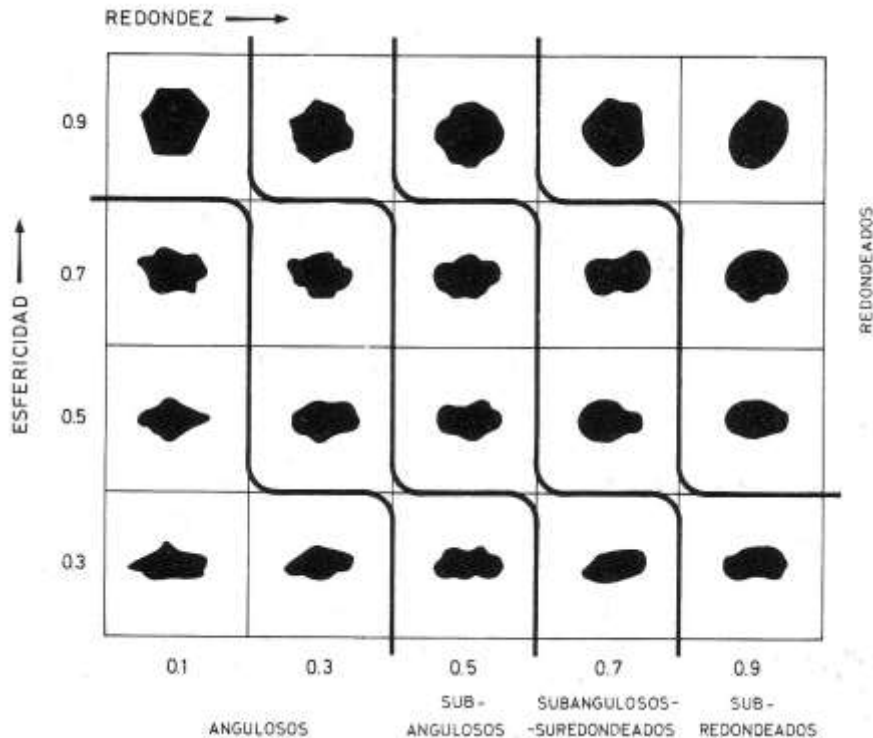 REDONDEZ
0.9
0.7
0.5
0.3
ESFERICIDAD
REDONDEADOS
0.1 0.3 0.5 0.7 0.9
ANGULOSOS
SUB-
ANGULOSOS
SUBANGULOSOS-
-SUREDONDEADOS
SUB-
REDONDEADOS